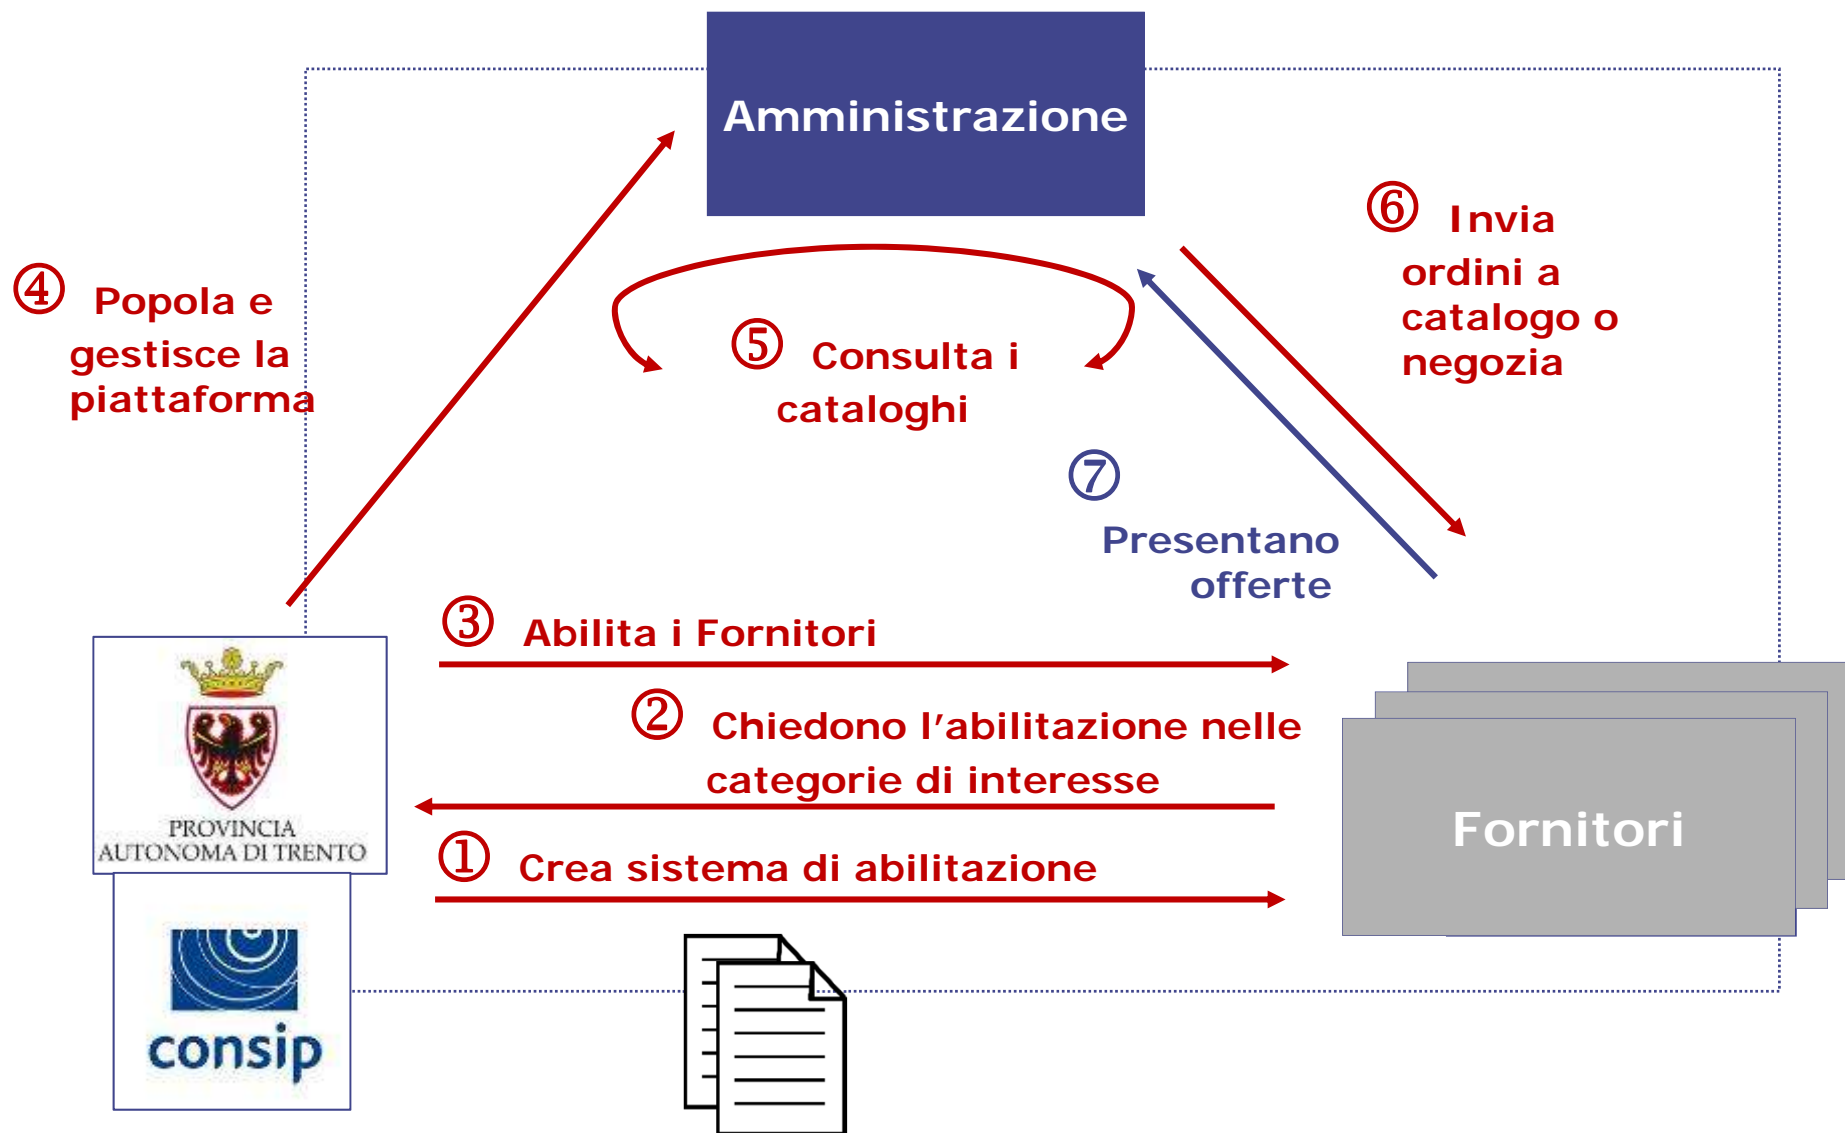 Amministrazione
④ Popola e
gestisce la
piattaforma
⑤ Consulta i
cataloghi
⑥ Invia
ordini a
catalogo o
negozia
⑦
Presentano
offerte
③ Abilita i Fornitori
② Chiedono l’abilitazione nelle
categorie di interesse
① Crea sistema di abilitazione
PROVINCIA
AUTONOMA DI TRENTO
consip
Fornitori